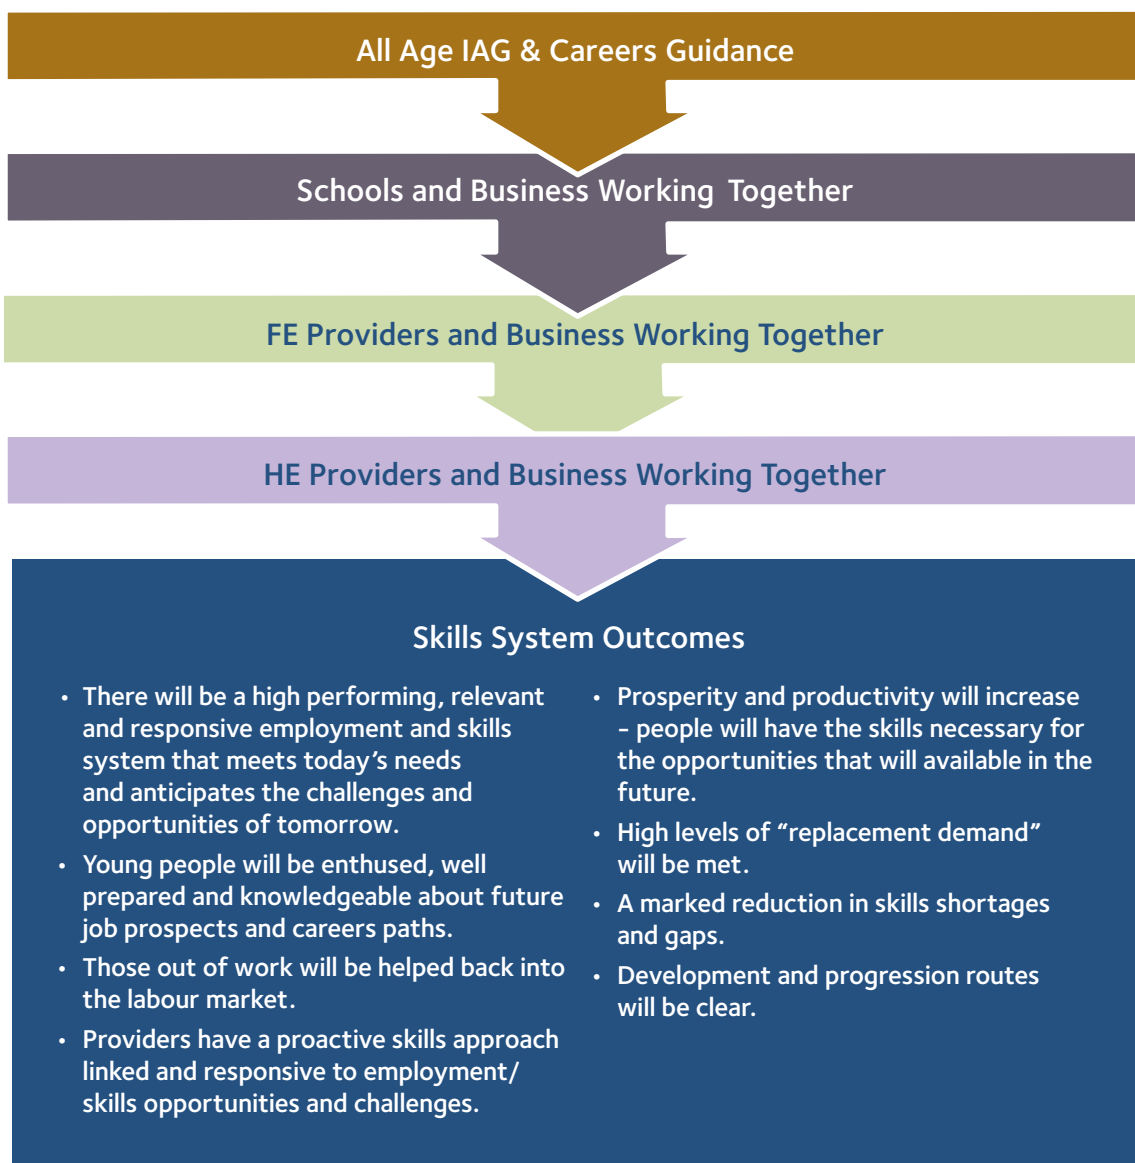 All Age IAG & Careers Guidance
Schools and Business Working Together
FE Providers and Business Working Together
HE Providers and Business Working Together
Skills System Outcomes
• There will be a high performing, relevant
and responsive employment and skills
system that meets today’s needs
and anticipates the challenges and
opportunities of tomorrow.
• Young people will be enthused, well
prepared and knowledgeable about future
job prospects and careers paths.
• Those out of work will be helped back into
the labour market.
• Providers have a proactive skills approach
linked and responsive to employment/
skills opportunities and challenges.
• Prosperity and productivity will increase
– people will have the skills necessary for
the opportunities that will available in the
future.
• High levels of “replacement demand”
will be met.
• A marked reduction in skills shortages
and gaps.
• Development and progression routes
will be clear.